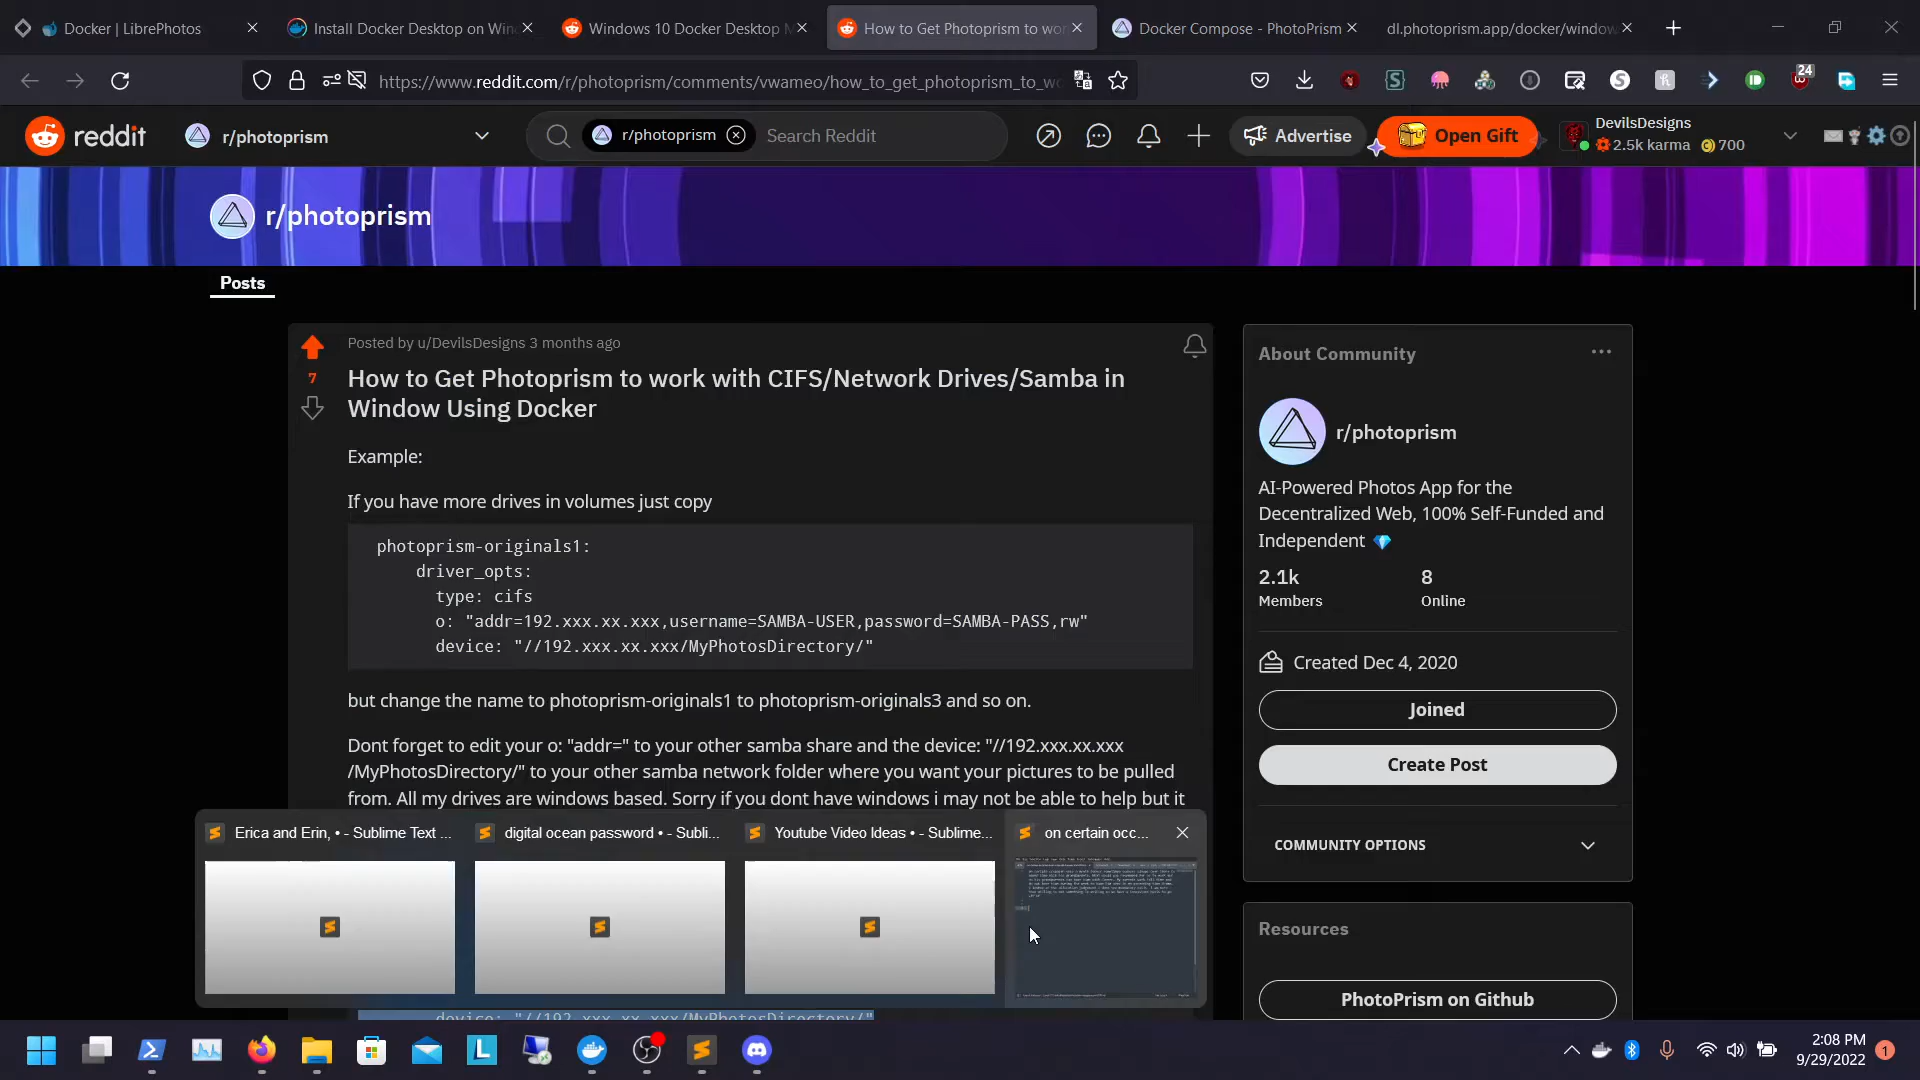 Docker | LibrePhotos
Install Docker Desktop on Win
Windows 10 Docker Desktop M
How to Get Photoprism to wor
Docker Compose - PhotoPrism
dl.photoprism.app/docker/window
https://www.reddit.com/r/photoprism/comments/vwameo/how_to_get_photoprism_to_wo
24
reddit
r/photoprism
r/photoprism
Search Reddit
Advertise
Open Gift
DevilsDesigns
2.5k karma
700
r/photoprism
Posts
Posted by u/DevilsDesigns 3 months ago
7
How to Get Photoprism to work with CIFS/Network Drives/Samba in
Window Using Docker
Example:
If you have more drives in volumes just copy
photoprism-originals1:
driver_opts:
type: cifs
o: "addr=192.xxx.xx.xxx,username=SAMBA-USER,password=SAMBA-PASS,rw"
device: "//192.xxx.xx.xxx/MyPhotosDirectory/"
but change the name to photoprism-originals1 to photoprism-originals3 and so on.
Dont forget to edit your o: "addr=" to your other samba share and the device: "//192.xxx.xx.xxx
/MyPhotosDirectory/" to your other samba network folder where you want your pictures to be pulled
from. All my drives are windows based. Sorry if you dont have windows i may not be able to help but it
device: "//192.xxx.xx.xxx/MyPhotosDirectory/"
About Community
r/photoprism
AI-Powered Photos App for the
Decentralized Web, 100% Self-Funded and
Independent 💎
2.1k
Members
8
Online
Created Dec 4, 2020
Joined
Create Post
COMMUNITY OPTIONS
Resources
PhotoPrism on Github
Erica and Erin, • - Sublime Text ...
digital ocean password • - Subli...
Youtube Video Ideas • - Sublime...
on certain occ...
2:08 PM
9/29/2022
1